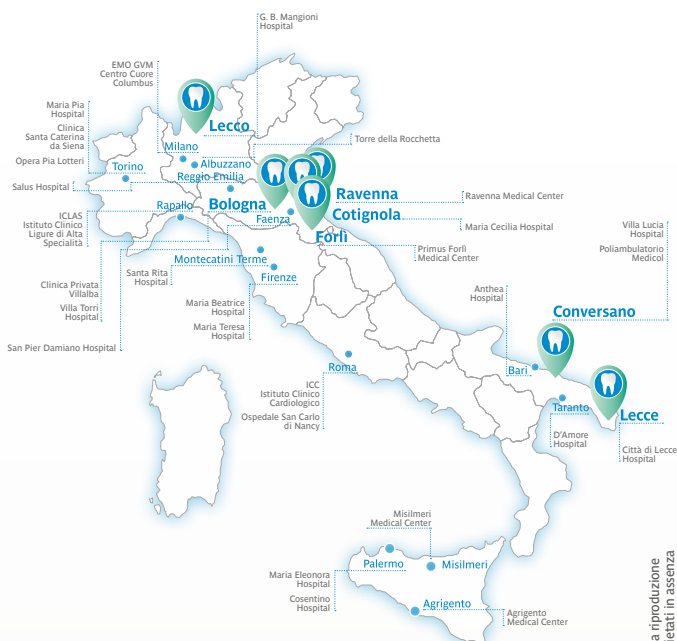 G. B. Mangioni
Hospital
EMO GVM
Centro Cuore
Columbus
Maria Pia
Hospital
Clinica
Santa Caterina
da Siena
Opera Pia Lotteri
Salus Hospital
ICLAS
Istituto Clinico
Ligure di Alta
Specialità
Clinica Privata
Villalba
Villa Torri
Hospital
San Pier Damiano Hospital
Lecco
Milano
Albuzzano
Torino
Reggio Emilia
Rapallo
Bologna
Faenza
Torre della Rocchetta
Ravenna
Cotignola
Forlì
Ravenna Medical Center
Maria Cecilia Hospital
Primus Forlì
Medical Center
Montecatini Terme
Firenze
Santa Rita
Hospital
Maria Beatrice
Hospital
Maria Teresa
Hospital
Roma
ICC
Istituto Clinico
Cardiologico
Ospedale San Carlo
di Nancy
Villa Lucia
Hospital
Poliambulatorio
Medicol
Anthea
Hospital
Conversano
Bari
Taranto
Lecce
D'Amore
Hospital
Città di Lecce
Hospital
Misilmeri
Medical Center
Palermo
Misilmeri
Maria Eleonora
Hospital
Cosentino
Hospital
Agrigento
Agrigento
Medical Center
a riproduzione
ietati in assenza